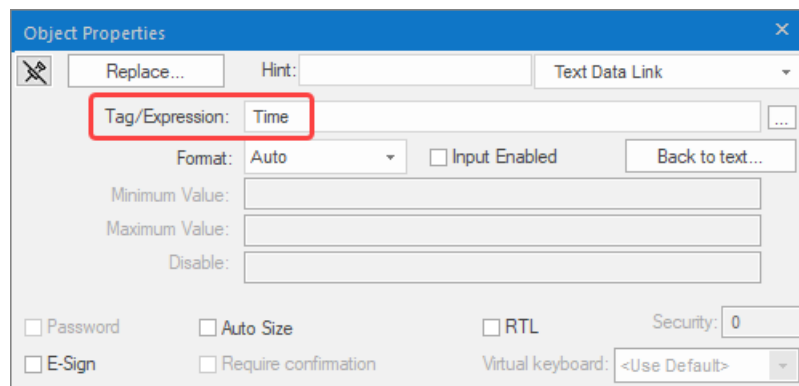 Object Properties
Replace... Hint: Text Data Link
Tag/Expression: Time ...
Format: Auto Input Enabled Back to text...
Minimum Value:
Maximum Value:
Disable:
Password Auto Size RTL Security: 0
E-Sign Require confirmation Virtual keyboard: <Use Default>